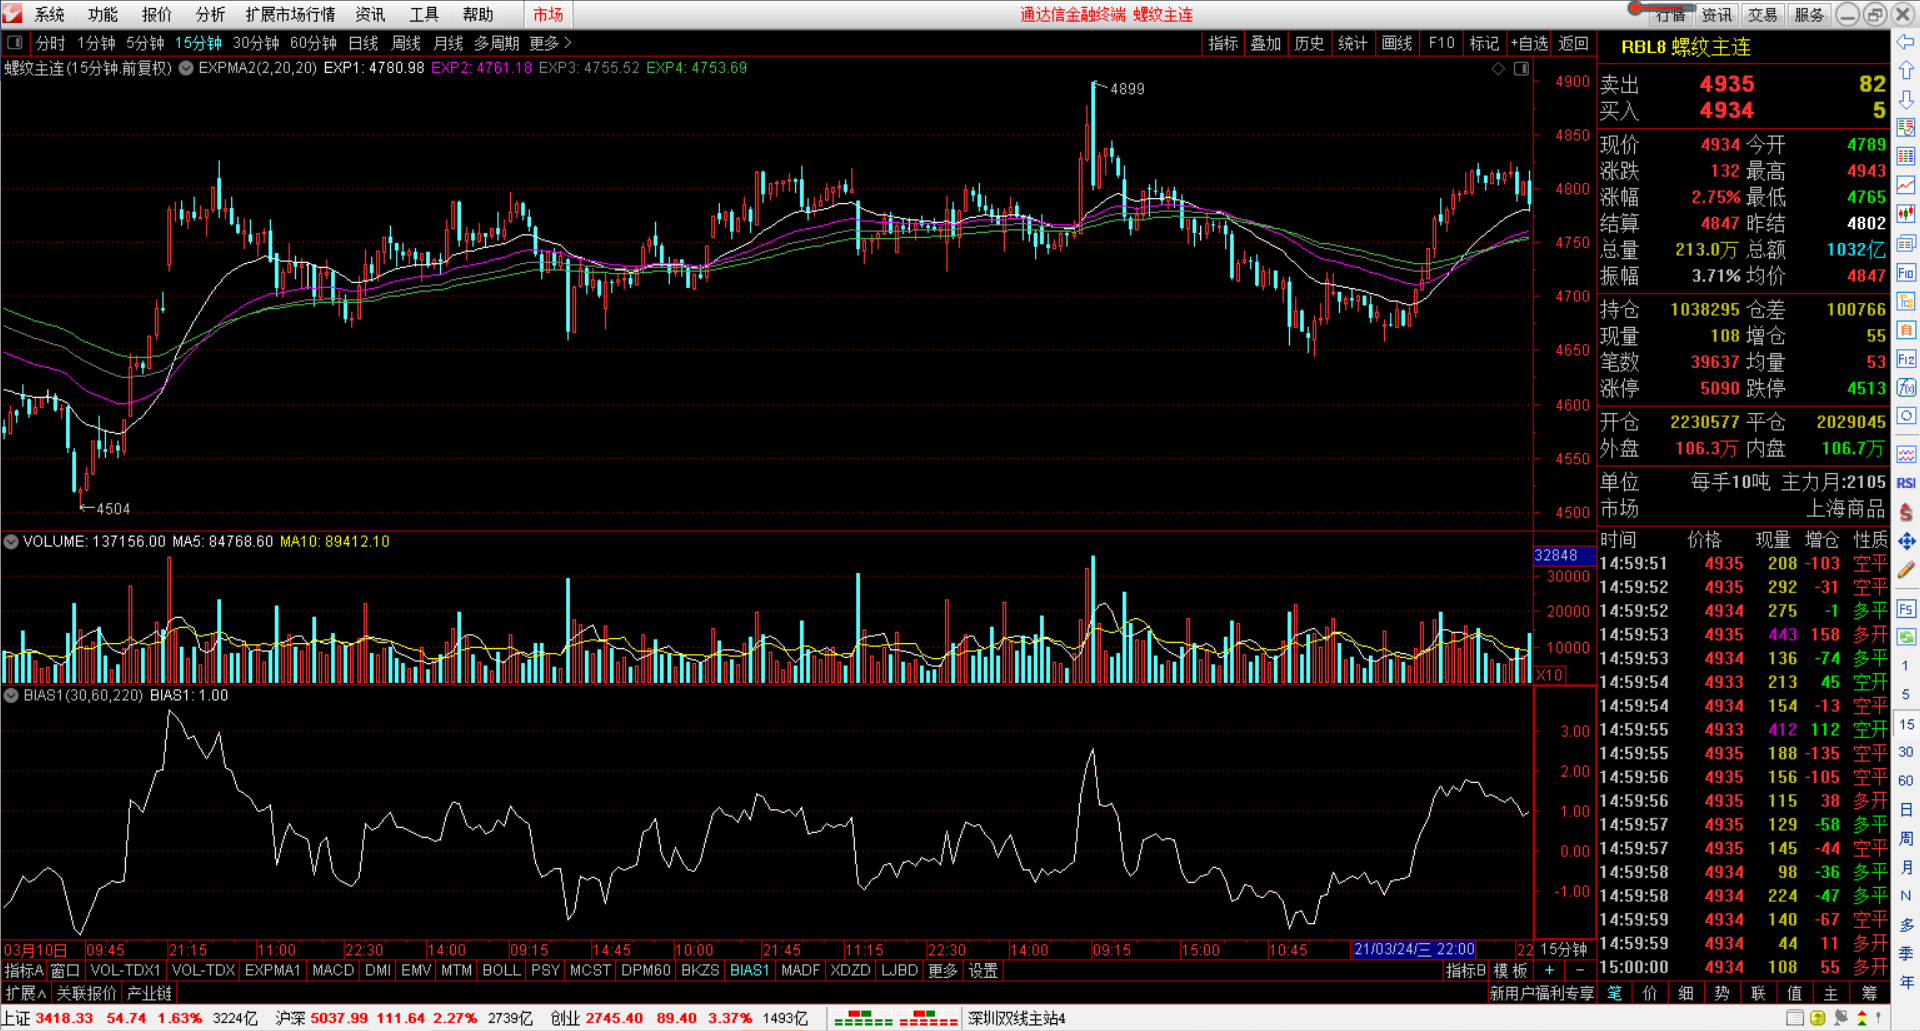 系统 功能 报价 分析 扩展市场行情 资讯 工具 帮助 市场 通达信金融终端 螺纹主连 行情 资讯 交易 服务
分时 1分钟 5分钟 15分钟 30分钟 60分钟 日线 周线 月线 多周期 更多> 指标 叠加 历史 统计 画线 F10 标记 +自选 返回
螺纹主连(15分钟.前复权) EXPMA2(2,20,20) EXP1: 4780.98 EXP2: 4761.18 EXP3: 4755.52 EXP4: 4753.69
4899
4504
4900
4850
4800
4750
4700
4650
4600
4550
4500
VOLUME: 137156.00 MA5: 84768.60 MA10: 89412.10
32848
30000
20000
10000
X10
BIAS1(30,60,220) BIAS1: 1.00
3.00
2.00
1.00
0.00
-1.00
03月10日 09:45 21:15 11:00 22:30 14:00 09:15 14:45 10:00 21:45 11:15 22:30 14:00 09:15 15:00 10:45 21/03/24/三 22:00 22 15分钟
指标A 窗口 VOL-TDX1 VOL-TDX EXPMA1 MACD DMI EMV MTM BOLL PSY MCST DPM60 BKZS BIAS1 MADF XDZD LJBD 更多 设置 指标B 模板 + -
扩展∧ 关联报价 产业链 新用户福利专享
RBL8 螺纹主连
卖出 4935 82
买入 4934 5
现价 4934 今开 4789
涨跌 132 最高 4943
涨幅 2.75% 最低 4765
结算 4847 昨结 4802
总量 213.0万 总额 1032亿
振幅 3.71% 均价 4847
持仓 1038295 仓差 100766
现量 108 增仓 55
笔数 39637 均量 53
涨停 5090 跌停 4513
开仓 2230577 平仓 2029045
外盘 106.3万 内盘 106.7万
单位 每手10吨 主力月:2105
市场 上海商品
时间 价格 现量 增仓 性质
14:59:51 4935 208 -103 空平
14:59:52 4935 292 -31 空平
14:59:52 4934 275 -1 多平
14:59:53 4935 443 158 多开
14:59:53 4934 136 -74 多平
14:59:54 4933 213 45 空开
14:59:54 4934 154 -13 空平
14:59:55 4933 412 112 空开
14:59:55 4935 188 -135 空平
14:59:56 4935 156 -105 空平
14:59:56 4935 115 38 多开
14:59:57 4935 129 -58 多平
14:59:57 4935 145 -44 空平
14:59:58 4934 98 -36 多平
14:59:58 4934 224 -47 多平
14:59:59 4934 140 -67 空平
14:59:59 4934 44 11 多开
15:00:00 4934 108 55 多开
笔 价 细 势 联 值 主 筹
F10
自
F12
f(x)
RSI
$
F5
1
5
15
30
60
日
周
月
N
多
季
年
上证 3418.33 54.74 1.63% 3224亿 沪深 5037.99 111.64 2.27% 2739亿 创业 2745.40 89.40 3.37% 1493亿 深圳双线主站4